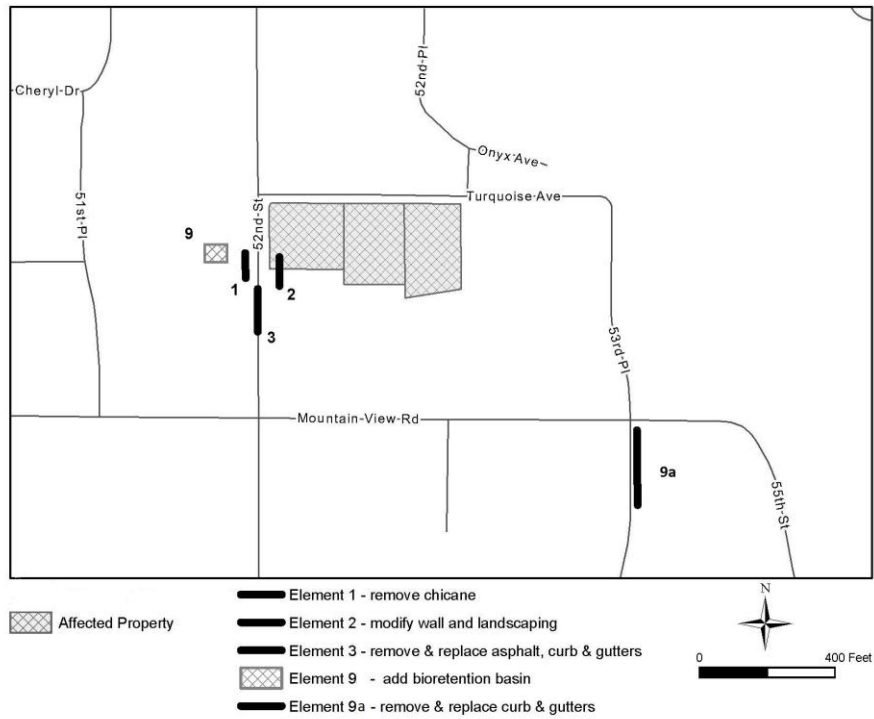 52nd-Pl
Cheryl-Dr
Onyx Ave
51st-Pl
52nd-St
Turquoise Ave
9
1
2
3
53rd-Pl
Mountain-View-Rd
9a
55th-St
Affected Property
Element 1 - remove chicane
Element 2 - modify wall and landscaping
Element 3 - remove & replace asphalt, curb & gutters
Element 9 - add bioretention basin
Element 9a - remove & replace curb & gutters
N
0 400 Feet